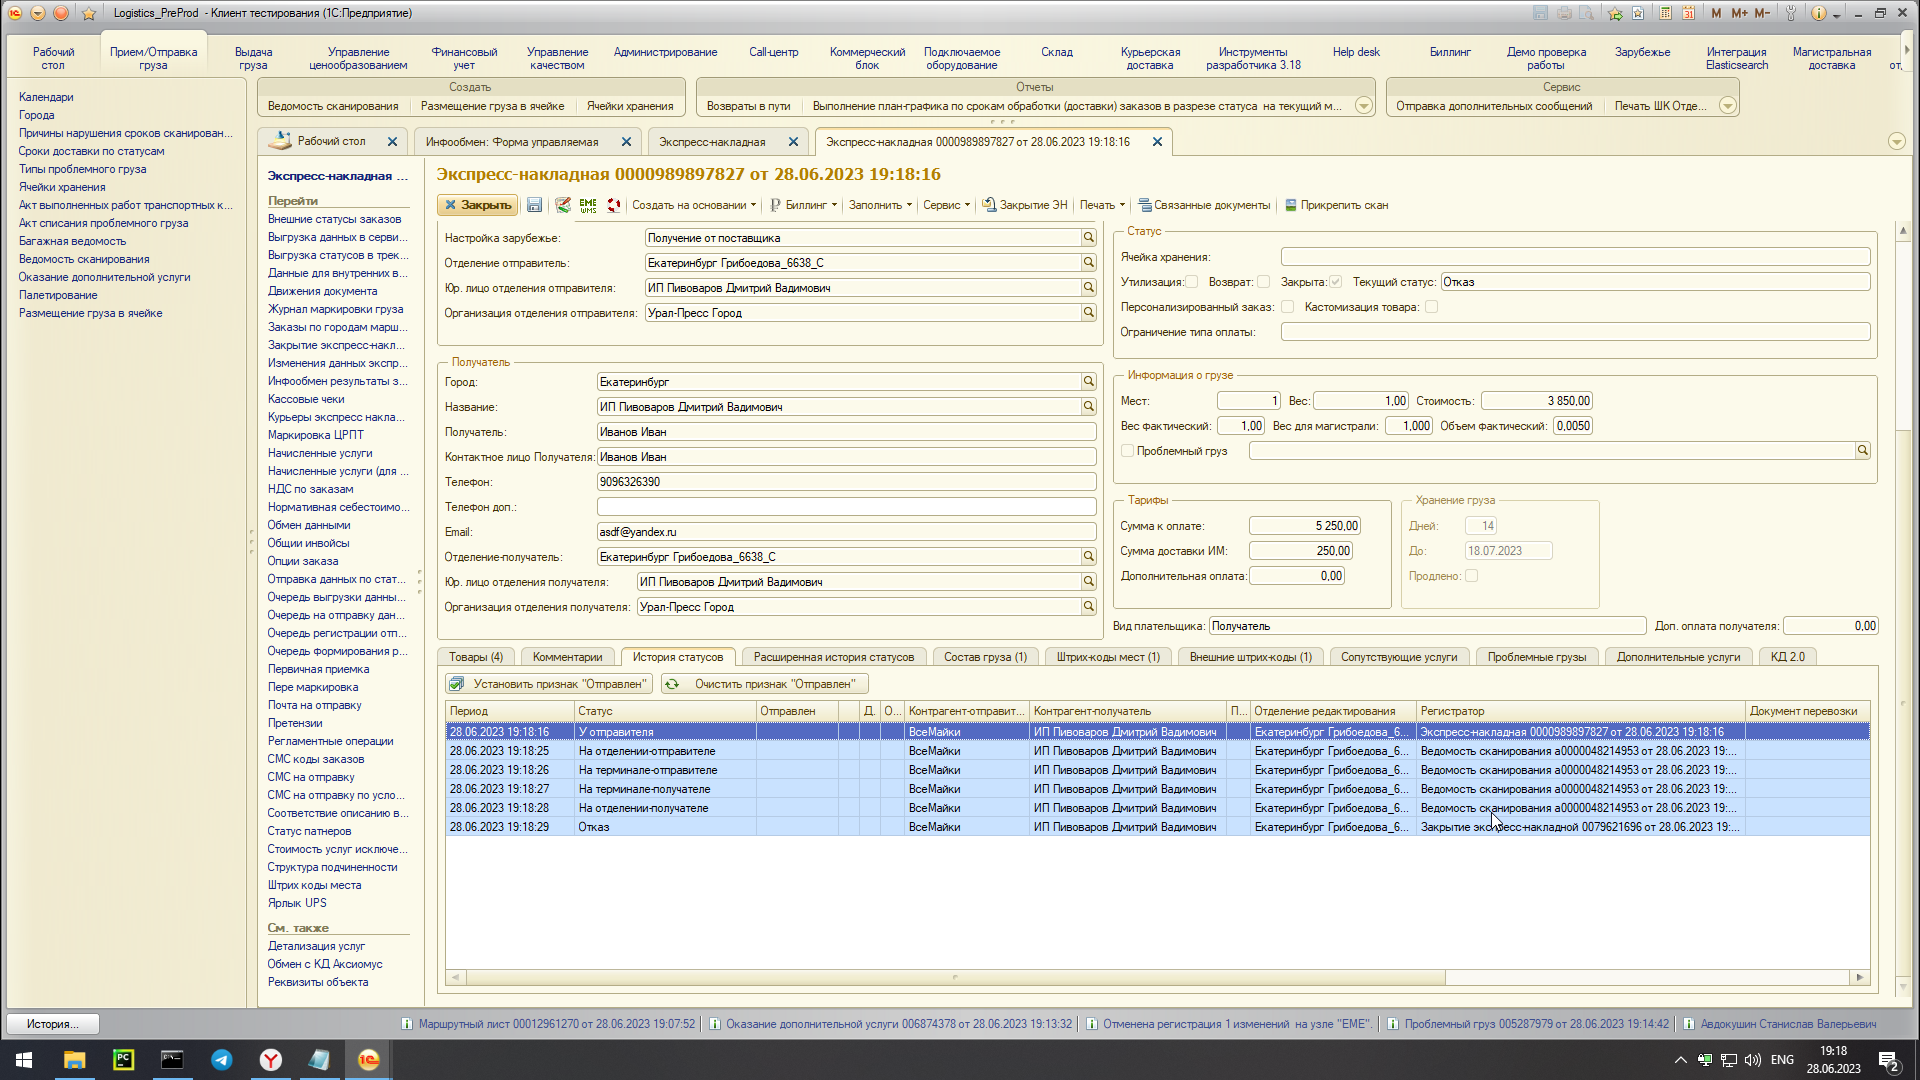 Logistics_PreProd - Клиент тестирования (1С:Предприятие)
M M+ M-
Рабочий стол
Прием/Отправка груза
Выдача груза
Управление ценообразованием
Финансовый учет
Управление качеством
Администрирование
Call-центр
Коммерческий блок
Подключаемое оборудование
Склад
Курьерская доставка
Инструменты разработчика 3.18
Help desk
Биллинг
Демо проверка работы
Зарубежье
Интеграция Elasticsearch
Магистральная доставка
Календари
Города
Причины нарушения сроков сканирован...
Сроки доставки по статусам
Типы проблемного груза
Ячейки хранения
Акт выполненных работ транспортных к...
Акт списания проблемного груза
Багажная ведомость
Ведомость сканирования
Оказание дополнительной услуги
Палетирование
Размещение груза в ячейке
Создать
Ведомость сканирования Размещение груза в ячейке Ячейки хранения
Отчеты
Возвраты в пути Выполнение план-графика по срокам обработки (доставки) заказов в разрезе статуса на текущий м...
Сервис
Отправка дополнительных сообщений Печать ШК Отде...
Рабочий стол
Инфообмен: Форма управляемая
Экспресс-накладная
Экспресс-накладная 0000989897827 от 28.06.2023 19:18:16
Экспресс-накладная ...
Перейти
Внешние статусы заказов
Выгрузка данных в серви...
Выгрузка статусов в трек...
Данные для внутренних в...
Движения документа
Журнал маркировки груза
Заказы по городам марш...
Закрытие экспресс-накл...
Изменения данных экспр...
Инфообмен результаты з...
Кассовые чеки
Курьеры экспресс накла...
Маркировка ЦРПТ
Начисленные услуги
Начисленные услуги (для ...
НДС по заказам
Нормативная себестоимо...
Обмен данными
Общии инвойсы
Опции заказа
Отправка данных по стат...
Очередь выгрузки данны...
Очередь на отправку дан...
Очередь регистрации отп...
Очередь формирования р...
Первичная приемка
Пере маркировка
Почта на отправку
Претензии
Регламентные операции
СМС коды заказов
СМС на отправку
СМС на отправку по усло...
Соответствие описанию в...
Статус патнеров
Стоимость услуг исключе...
Структура подчиненности
Штрих коды места
Ярлык UPS
См. также
Детализация услуг
Обмен с КД Аксиомус
Реквизиты объекта
Экспресс-накладная 0000989897827 от 28.06.2023 19:18:16
Закрыть EME WMS Создать на основании Биллинг Заполнить Сервис Закрытие ЭН Печать Связанные документы Прикрепить скан
Настройка зарубежье: Получение от поставщика
Отделение отправитель: Екатеринбург Грибоедова_6638_С
Юр. лицо отделения отправителя: ИП Пивоваров Дмитрий Вадимович
Организация отделения отправителя: Урал-Пресс Город
Получатель
Город: Екатеринбург
Название: ИП Пивоваров Дмитрий Вадимович
Получатель: Иванов Иван
Контактное лицо Получателя: Иванов Иван
Телефон: 9096326390
Телефон доп.:
Email: asdf@yandex.ru
Отделение-получатель: Екатеринбург Грибоедова_6638_С
Юр. лицо отделения получателя: ИП Пивоваров Дмитрий Вадимович
Организация отделения получателя: Урал-Пресс Город
Статус
Ячейка хранения:
Утилизация: Возврат: Закрыта: Текущий статус: Отказ
Персонализированный заказ: Кастомизация товара:
Ограничение типа оплаты:
Информация о грузе
Мест: 1 Вес: 1,00 Стоимость: 3 850,00
Вес фактический: 1,00 Вес для магистрали: 1,000 Объем фактический: 0,0050
Проблемный груз
Тарифы
Сумма к оплате: 5 250,00
Сумма доставки ИМ: 250,00
Дополнительная оплата: 0,00
Хранение груза
Дней: 14
До: 18.07.2023
Продлено:
Вид плательщика: Получатель Доп. оплата получателя: 0,00
Товары (4) Комментарии История статусов Расширенная история статусов Состав груза (1) Штрих-коды мест (1) Внешние штрих-коды (1) Сопутствующие услуги Проблемные грузы Дополнительные услуги КД 2.0
Установить признак "Отправлен" Очистить признак "Отправлен"
Период Статус Отправлен Д. О... Контрагент-отправит... Контрагент-получатель П... Отделение редактирования Регистратор Документ перевозки
28.06.2023 19:18:16 У отправителя ВсеМайки ИП Пивоваров Дмитрий Вадимович Екатеринбург Грибоедова_6... Экспресс-накладная 0000989897827 от 28.06.2023 19:18:16
28.06.2023 19:18:25 На отделении-отправителе ВсеМайки ИП Пивоваров Дмитрий Вадимович Екатеринбург Грибоедова_6... Ведомость сканирования а0000048214953 от 28.06.2023 19:...
28.06.2023 19:18:26 На терминале-отправителе ВсеМайки ИП Пивоваров Дмитрий Вадимович Екатеринбург Грибоедова_6... Ведомость сканирования а0000048214953 от 28.06.2023 19:...
28.06.2023 19:18:27 На терминале-получателе ВсеМайки ИП Пивоваров Дмитрий Вадимович Екатеринбург Грибоедова_6... Ведомость сканирования а0000048214953 от 28.06.2023 19:...
28.06.2023 19:18:28 На отделении-получателе ВсеМайки ИП Пивоваров Дмитрий Вадимович Екатеринбург Грибоедова_6... Ведомость сканирования а0000048214953 от 28.06.2023 19:...
28.06.2023 19:18:29 Отказ ВсеМайки ИП Пивоваров Дмитрий Вадимович Екатеринбург Грибоедова_6... Закрытие экспресс-накладной 0079621696 от 28.06.2023 19:...
История... Маршрутный лист 00012961270 от 28.06.2023 19:07:52 Оказание дополнительной услуги 006874378 от 28.06.2023 19:13:32 Отменена регистрация 1 изменений на узле "EME". Проблемный груз 005287979 от 28.06.2023 19:14:42 Авдокушин Станислав Валерьевич
ENG 19:18
28.06.2023 2